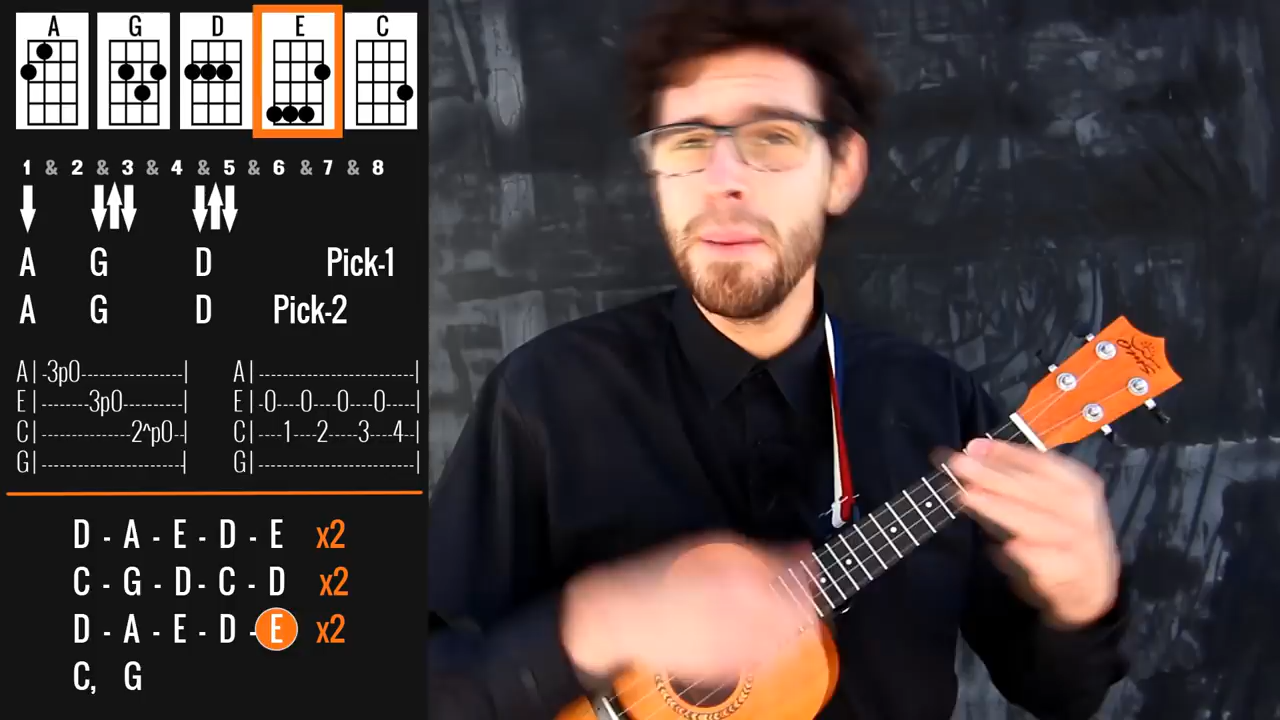 A G D E C
1 & 2 & 3 & 4 & 5 & 6 & 7 & 8
A G D Pick-1
A G D Pick-2
A|-3p0----------------|
E|-------3p0----------|
C|--------------2^p0--|
G|--------------------|
A|----------------------|
E|-0----0----0----0-----|
C|----1----2-----3----4--|
G|----------------------|
D - A - E - D - E x2
C - G - D - C - D x2
D - A - E - D - E x2
C, G